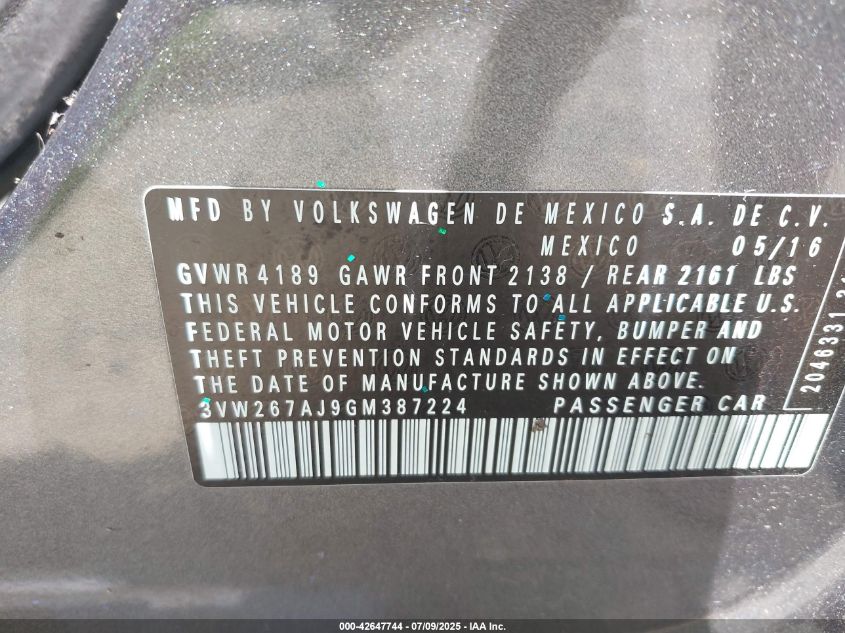 MFD BY VOLKSWAGEN DE MEXICO S.A. DE C.V.
MEXICO 05/16
GVWR 4189 GAWR FRONT 2138 / REAR 2161 LBS
THIS VEHICLE CONFORMS TO ALL APPLICABLE U.S.
FEDERAL MOTOR VEHICLE SAFETY, BUMPER AND
THEFT PREVENTION STANDARDS IN EFFECT ON
THE DATE OF MANUFACTURE SHOWN ABOVE.
3VW267AJ9GM387224 PASSENGER CAR
2046331
000-42647744 / 07/09/2025 - IAA Inc.